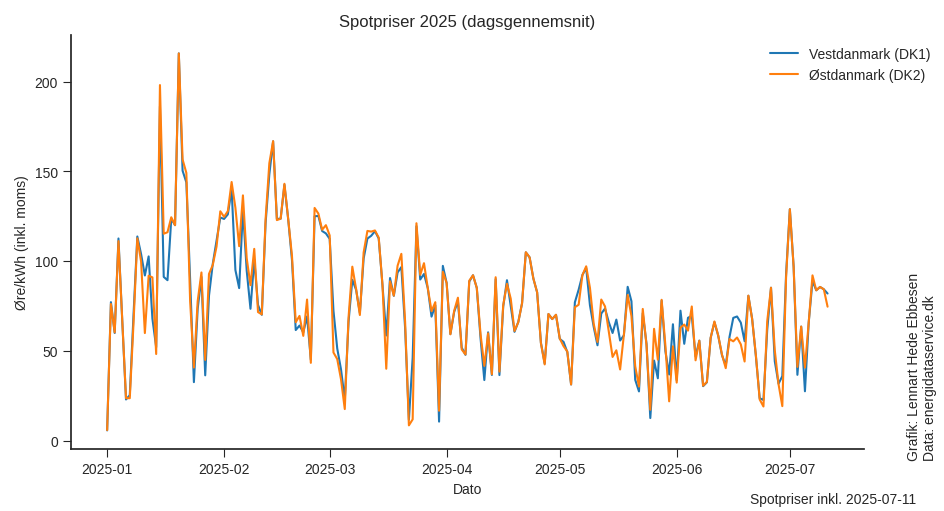 Spotpriser 2025 (dagsgennemsnit)
Vestdanmark (DK1)
Østdanmark (DK2)
Øre/kWh (inkl. moms)
200
150
100
50
0
2025-01
2025-02
2025-03
2025-04
2025-05
2025-06
2025-07
Dato
Grafik: Lennart Hede Ebbesen
Data: energidataservice.dk
Spotpriser inkl. 2025-07-11